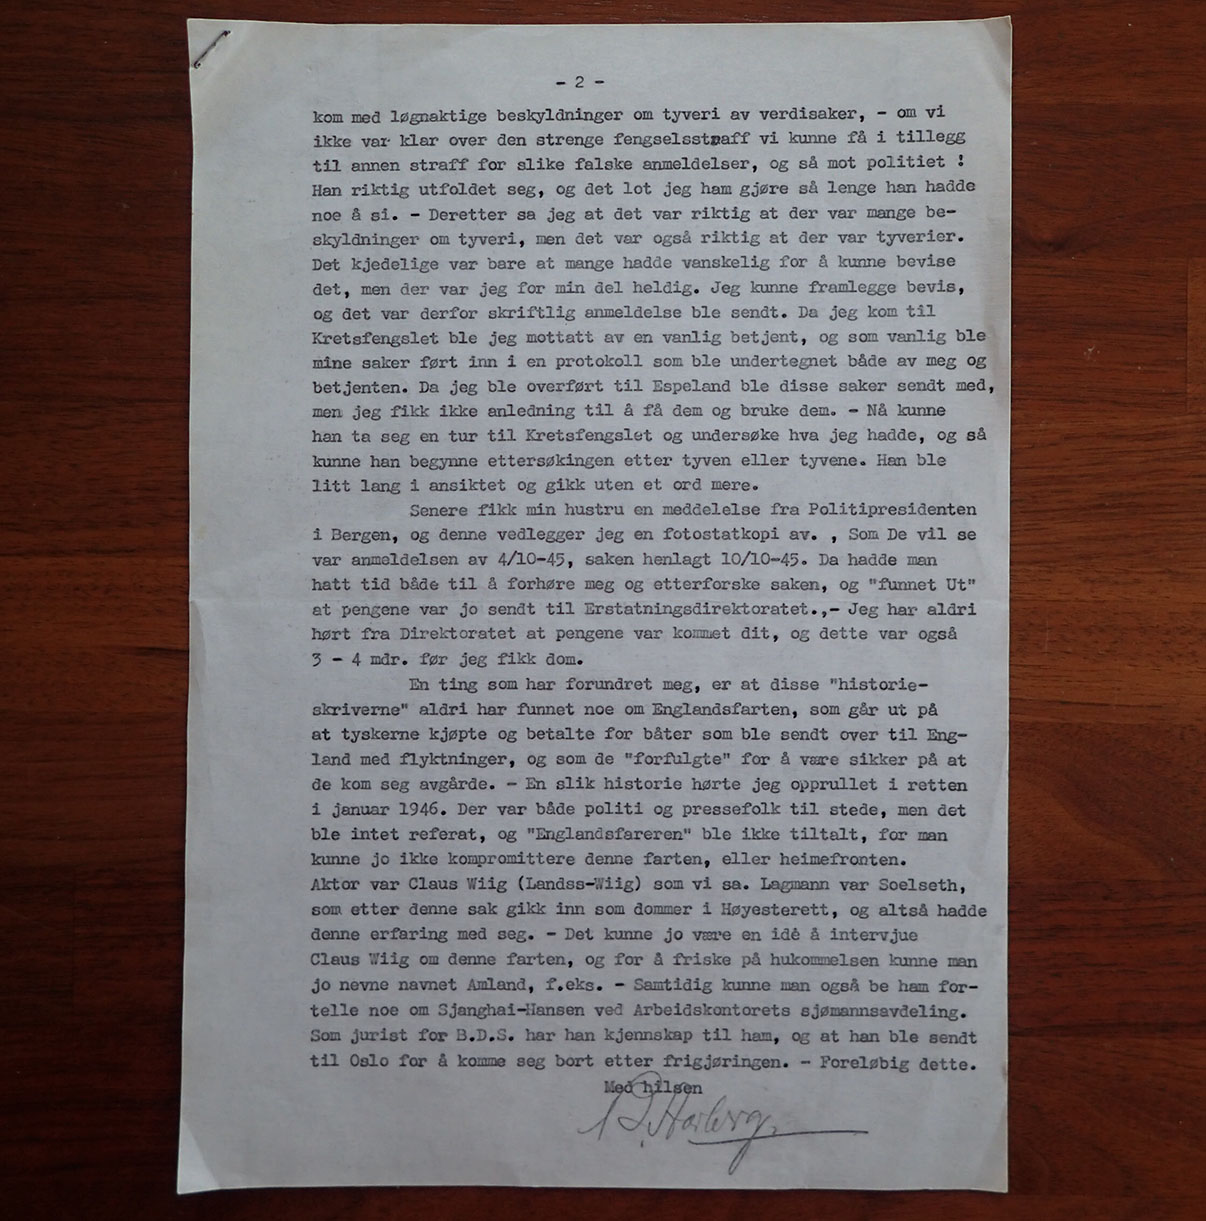 - 2 -
kom med løgnaktige beskyldninger om tyveri av verdisaker, - om vi
ikke var klar over den strenge fengselsstraff vi kunne få i tillegg
til annen straff for slike falske anmeldelser, og så mot politiet !
Han riktig utfoldet seg, og det lot jeg ham gjøre så lenge han hadde
noe å si. - Deretter sa jeg at det var riktig at der var mange be-
skyldninger om tyveri, men det var også riktig at der var tyverier.
Det kjedelige var bare at mange hadde vanskelig for å kunne bevise
det, men der var jeg for min del heldig. Jeg kunne framlegge bevis,
og det var derfor skriftlig anmeldelse ble sendt. Da jeg kom til
Kretsfengslet ble jeg mottatt av en vanlig betjent, og som vanlig ble
mine saker ført inn i en protokoll som ble undertegnet både av meg og
betjenten. Da jeg ble overført til Espeland ble disse saker sendt med,
men jeg fikk ikke anledning til å få dem og bruke dem. - Nå kunne
han ta seg en tur til Kretsfengslet og undersøke hva jeg hadde, og så
kunne han begynne ettersøkingen etter tyven eller tyvene. Han ble
litt lang i ansiktet og gikk uten et ord mere.
Senere fikk min hustru en meddelelse fra Politipresidenten
i Bergen, og denne vedlegger jeg en fotostatkopi av. , Som De vil se
var anmeldelsen av 4/10-45, saken henlagt 10/10-45. Da hadde man
hatt tid både til å forhøre meg og etterforske saken, og "funnet Ut"
at pengene var jo sendt til Erstatningsdirektoratet.,- Jeg har aldri
hørt fra Direktoratet at pengene var kommet dit, og dette var også
3 - 4 mdr. før jeg fikk dom.
En ting som har forundret meg, er at disse "historie-
skriverne" aldri har funnet noe om Englandsfarten, som går ut på
at tyskerne kjøpte og betalte for båter som ble sendt over til Eng-
land med flyktninger, og som de "forfulgte" for å være sikker på at
de kom seg avgårde. - En slik historie hørte jeg opprullet i retten
i januar 1946. Der var både politi og pressefolk til stede, men det
ble intet referat, og "Englandsfareren" ble ikke tiltalt, for man
kunne jo ikke kompromittere denne farten, eller heimefronten.
Aktor var Claus Wiig (Landss-Wiig) som vi sa. Lagmann var Soelseth,
som etter denne sak gikk inn som dommer i Høyesterett, og altså hadde
denne erfaring med seg. - Det kunne jo være en idé å intervjue
Claus Wiig om denne farten, og for å friske på hukommelsen kunne man
jo nevne navnet Amland, f.eks. - Samtidig kunne man også be ham for-
telle noe om Sjanghai-Hansen ved Arbeidskontorets sjømannsavdeling.
Som jurist for B.D.S. har han kjennskap til ham, og at han ble sendt
til Oslo for å komme seg bort etter frigjøringen. - Foreløbig dette.
Med hilsen